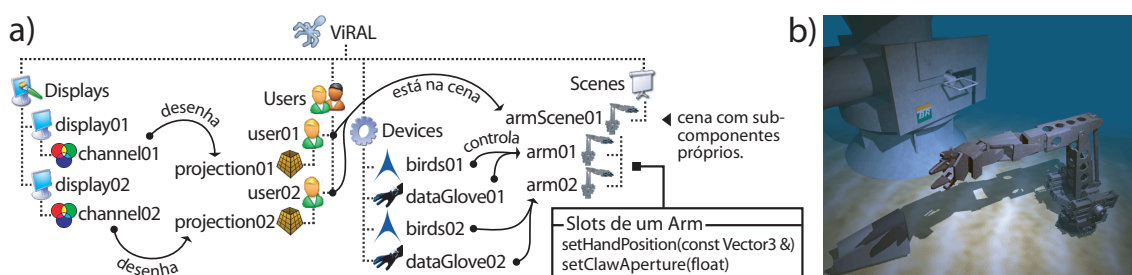 a)
ViRAL
b)
Displays
display01
channel01
display02
channel02
desenha
desenha
Users
user01
projection01
user02
projection02
está na cena
Devices
birds01
dataGlove01
birds02
dataGlove02
controla
Scenes
armScene01
arm01
arm02
cena com sub-
componentes
próprios.
Slots de um Arm
setHandPosition(const Vector3 &)
setClawAperture(float)
BR